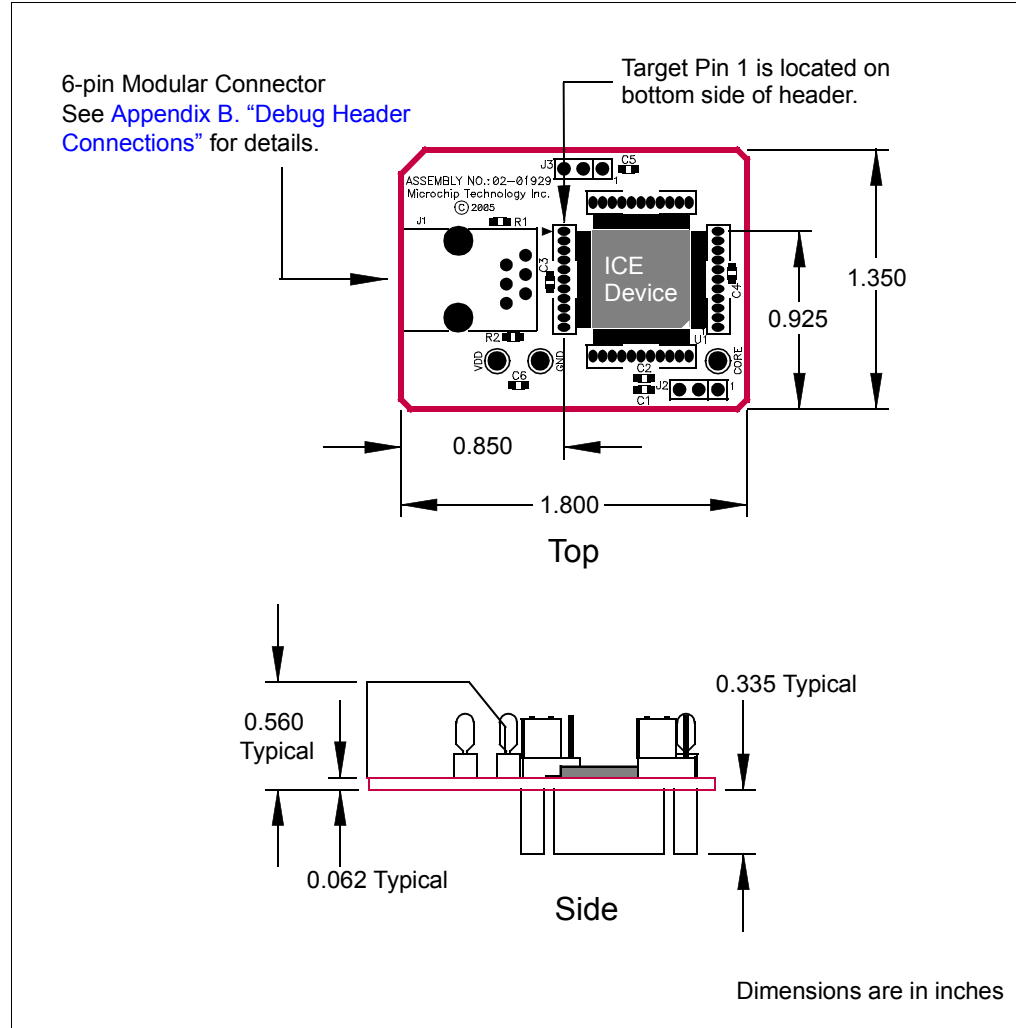 6-pin Modular Connector
See Appendix B. “Debug Header
Connections” for details.
Target Pin 1 is located on
bottom side of header.
J3
C5
1
ASSEMBLY NO.:02-01929
Microchip Technology Inc.
© 2005
J1
R1
C3
ICE
Device
C4
R2
U1
VDD
GND
CORE
C6
C2
C1
J2
1
1.350
0.925
0.850
1.800
Top
0.560
Typical
0.335 Typical
0.062 Typical
Side
Dimensions are in inches